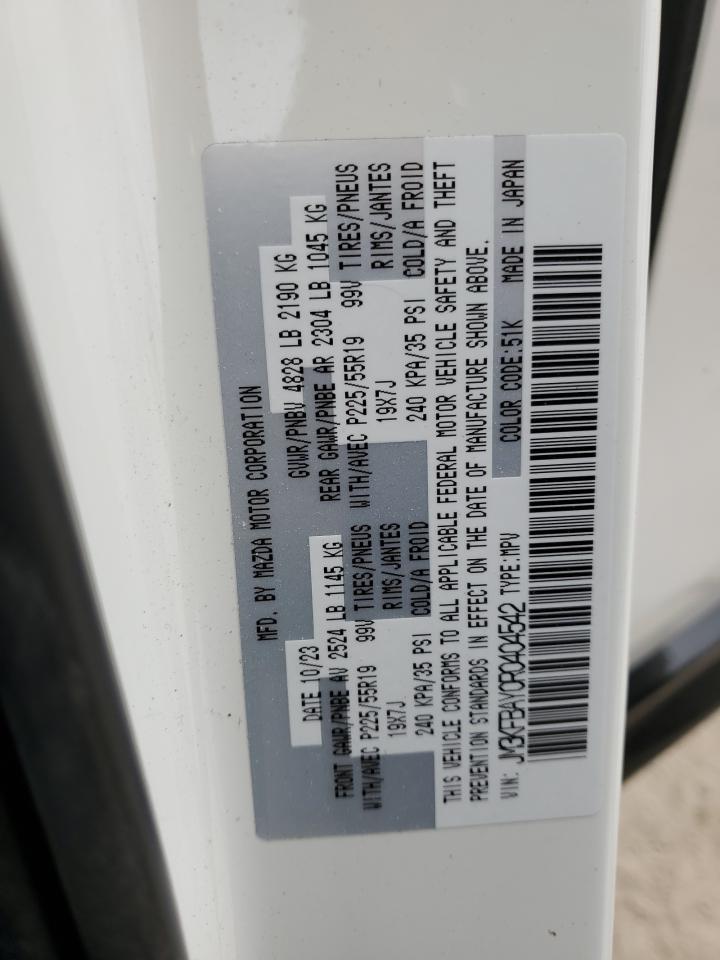 MFD. BY MAZDA MOTOR CORPORATION
DATE 10/23
GVWR/PNBV 4828 LB 2190 KG
FRONT GAWR/PNBE AV 2524 LB 1145 KG
REAR GAWR/PNBE AR 2304 LB 1045 KG
WITH/AVEC P225/55R19 99V TIRES/PNEUS
WITH/AVEC P225/55R19 99V TIRES/PNEUS
19X7J RIMS/JANTES
19X7J RIMS/JANTES
240 KPA/35 PSI COLD/A FROID
240 KPA/35 PSI COLD/A FROID
THIS VEHICLE CONFORMS TO ALL APPLICABLE FEDERAL MOTOR VEHICLE SAFETY AND THEFT
PREVENTION STANDARDS IN EFFECT ON THE DATE OF MANUFACTURE SHOWN ABOVE.
VIN: JM3KFBAY0R0404542 TYPE:MPV
COLOR CODE:51K MADE IN JAPAN